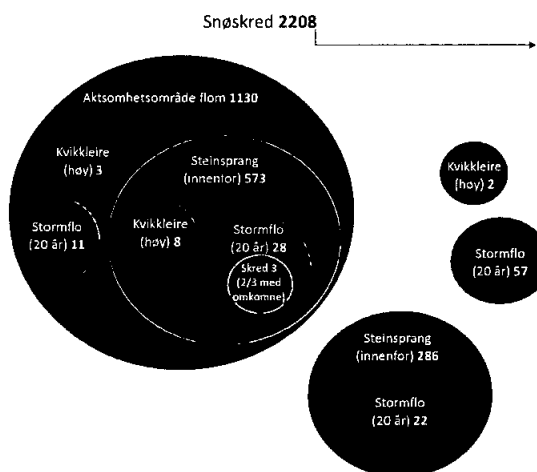 Snøskred 2208
Aktsomhetsområde flom 1130
Kvikkleire
(høy) 3
Steinsprang
(innenfor) 573
Kvikkleire
(høy) 2
Stormflo
(20 år) 11
Kvikkleire
(høy) 8
Stormflo
(20 år) 28
Skred 3
(2/3 med
omkomne)
Stormflo
(20 år) 57
Steinsprang
(innenfor) 286
Stormflo
(20 år) 22